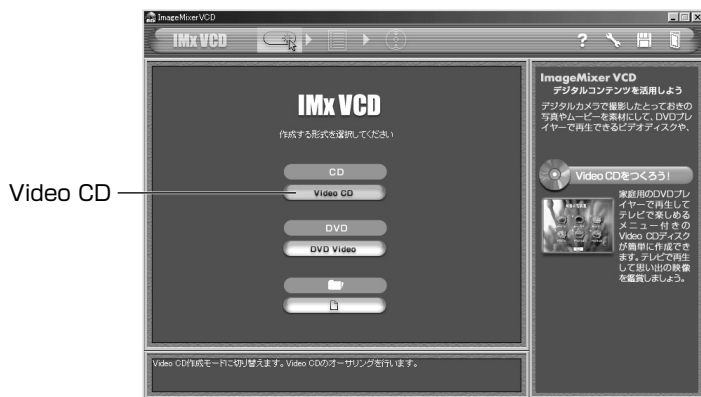 ImageMixerVCD
IMx VCD
?
IMx VCD
作成する形式を選択してください
CD
Video CD
DVD
DVD Video
Video CD
ImageMixer VCD
デジタルコンテンツを活用しよう
デジタルカメラで撮影したとっておきの
写真やムービーを素材にして、DVDプレ
イヤーで再生できるビデオディスクや、
Video CDをつくろう!
家庭用のDVDプレ
イヤーで再生して
テレビで楽しめる
メニュー付きの
Video CDディスク
が簡単に作成でき
ます。テレビで再生
して思い出の映像
を鑑賞しましょう。
Video CD作成モードに切り替えます。Video CDのオーサリングを行います。